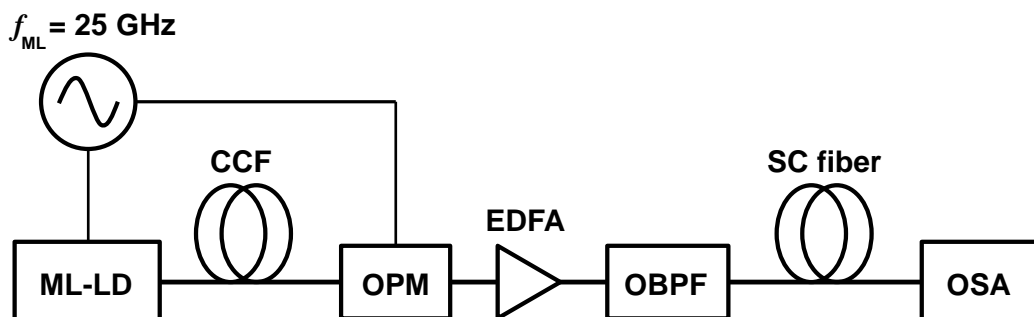 f_ML = 25 GHz
CCF
SC fiber
EDFA
ML-LD
OPM
OBPF
OSA